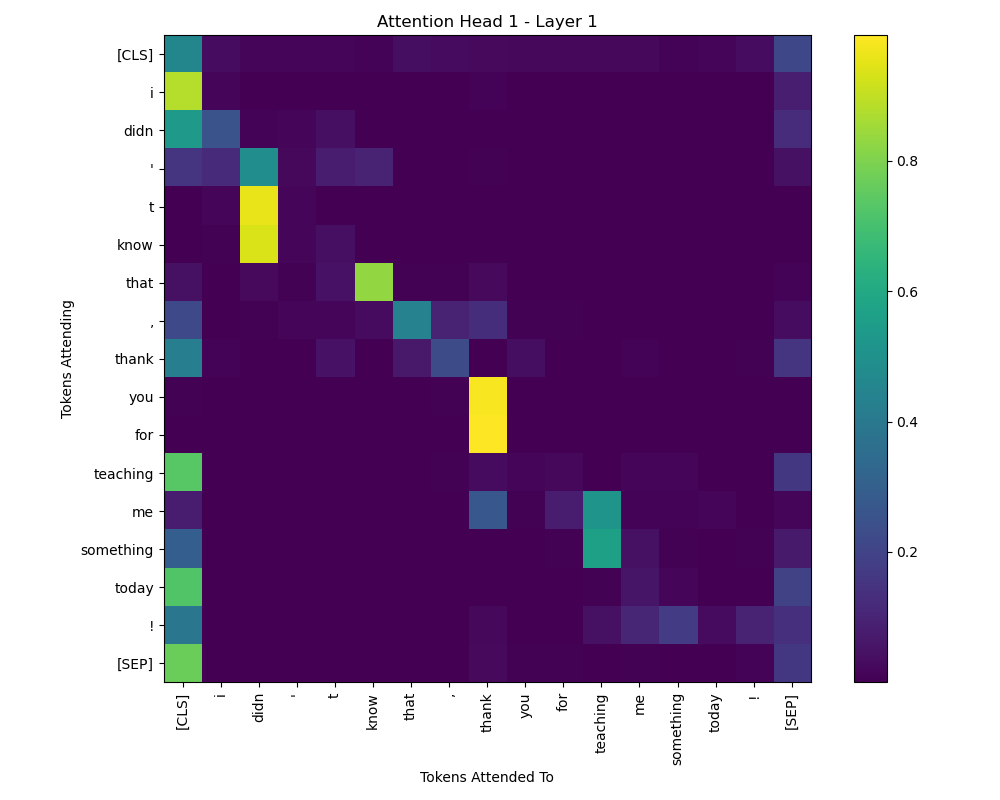 Attention Head 1 - Layer 1
Tokens Attending
[CLS]
i
didn
'
t
know
that
,
thank
you
for
teaching
me
something
today
!
[SEP]
[CLS]
i
didn
'
t
know
that
,
thank
you
for
teaching
me
something
today
!
[SEP]
Tokens Attended To
0.8
0.6
0.4
0.2